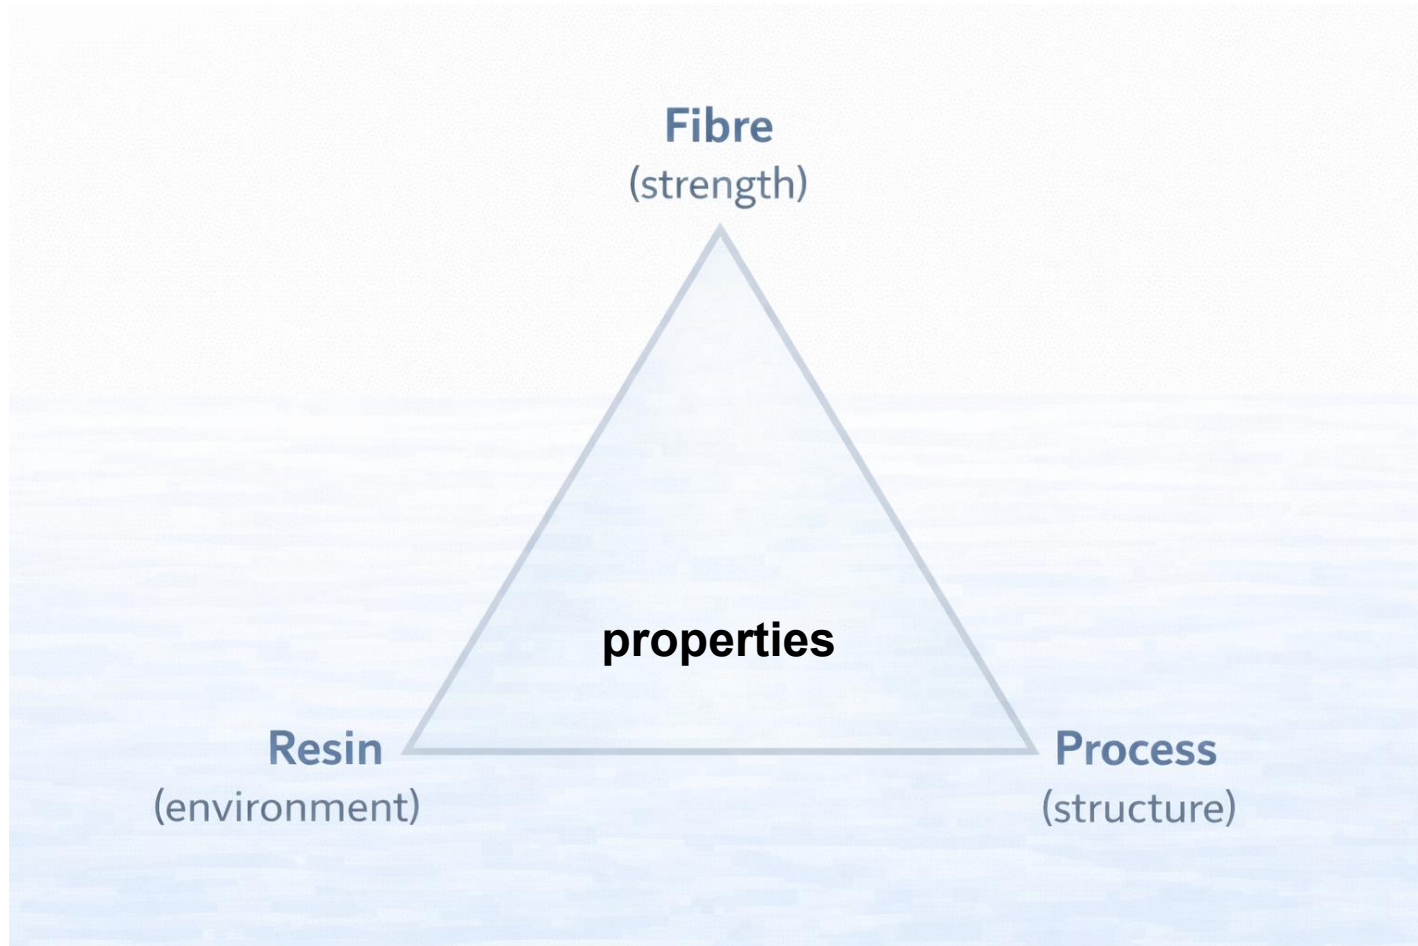 Fibre
(strength)
properties
Resin
(environment)
Process
(structure)